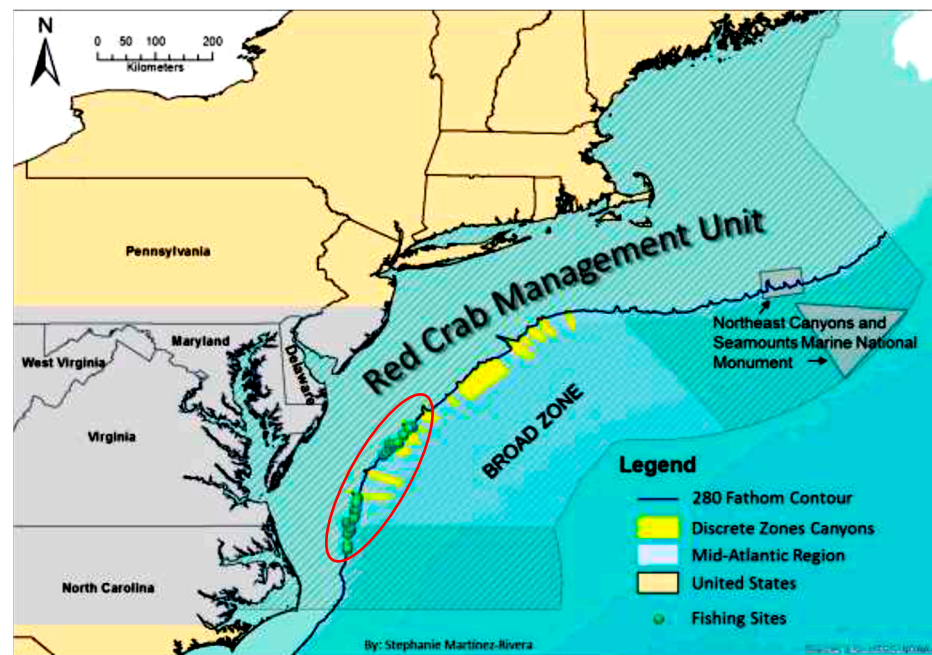 N
0 50 100 200
Kilometers
Pennsylvania
West Virginia
Maryland
Delaware
Virginia
North Carolina
Red Crab Management Unit
BROAD ZONE
Northeast Canyons and
Seamounts Marine National
Monument
Legend
280 Fathom Contour
Discrete Zones Canyons
Mid-Atlantic Region
United States
Fishing Sites
By: Stephanie Martínez-Rivera